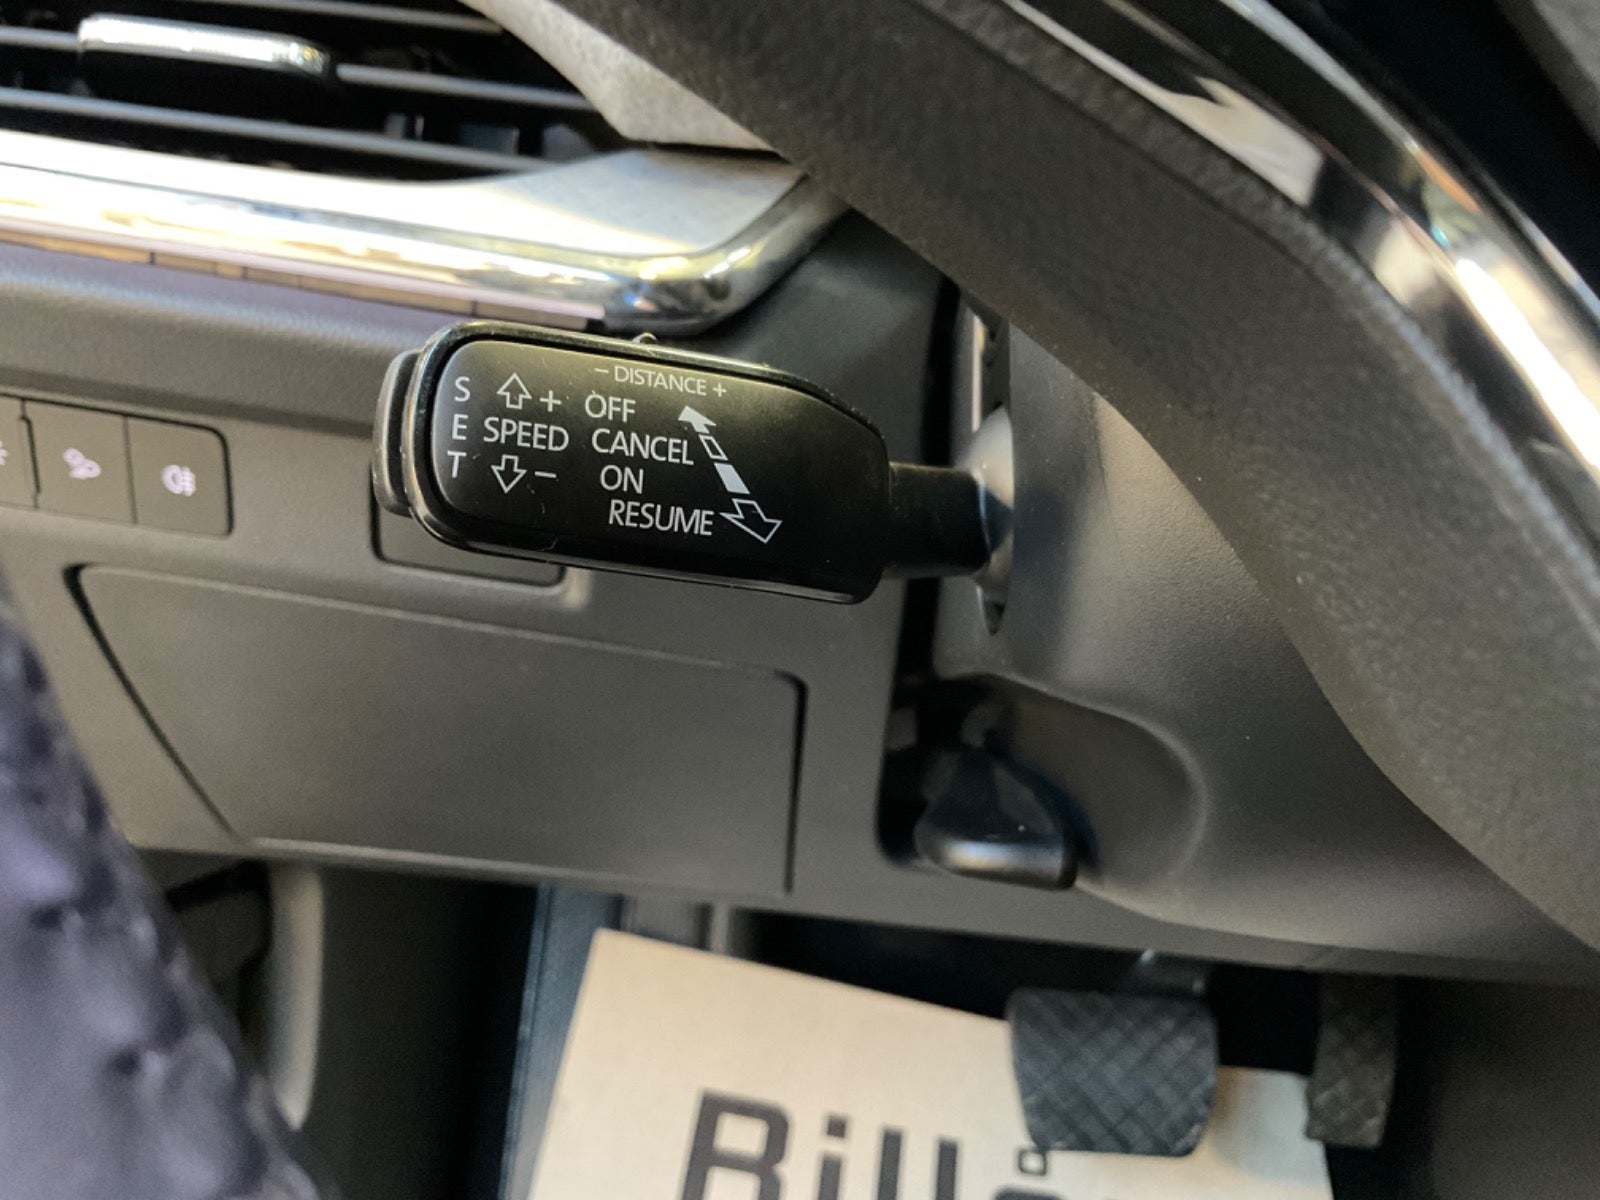 − DISTANCE +
S + OFF
E SPEED CANCEL
T − ON
RESUME